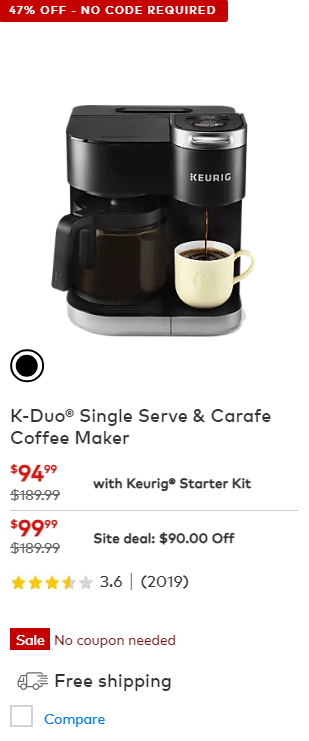 47% OFF - NO CODE REQUIRED
KEURIG
K-Duo® Single Serve & Carafe
Coffee Maker
$94.99
$189.99
with Keurig® Starter Kit
$99.99
$189.99
Site deal: $90.00 Off
3.6 | (2019)
Sale No coupon needed
Free shipping
Compare